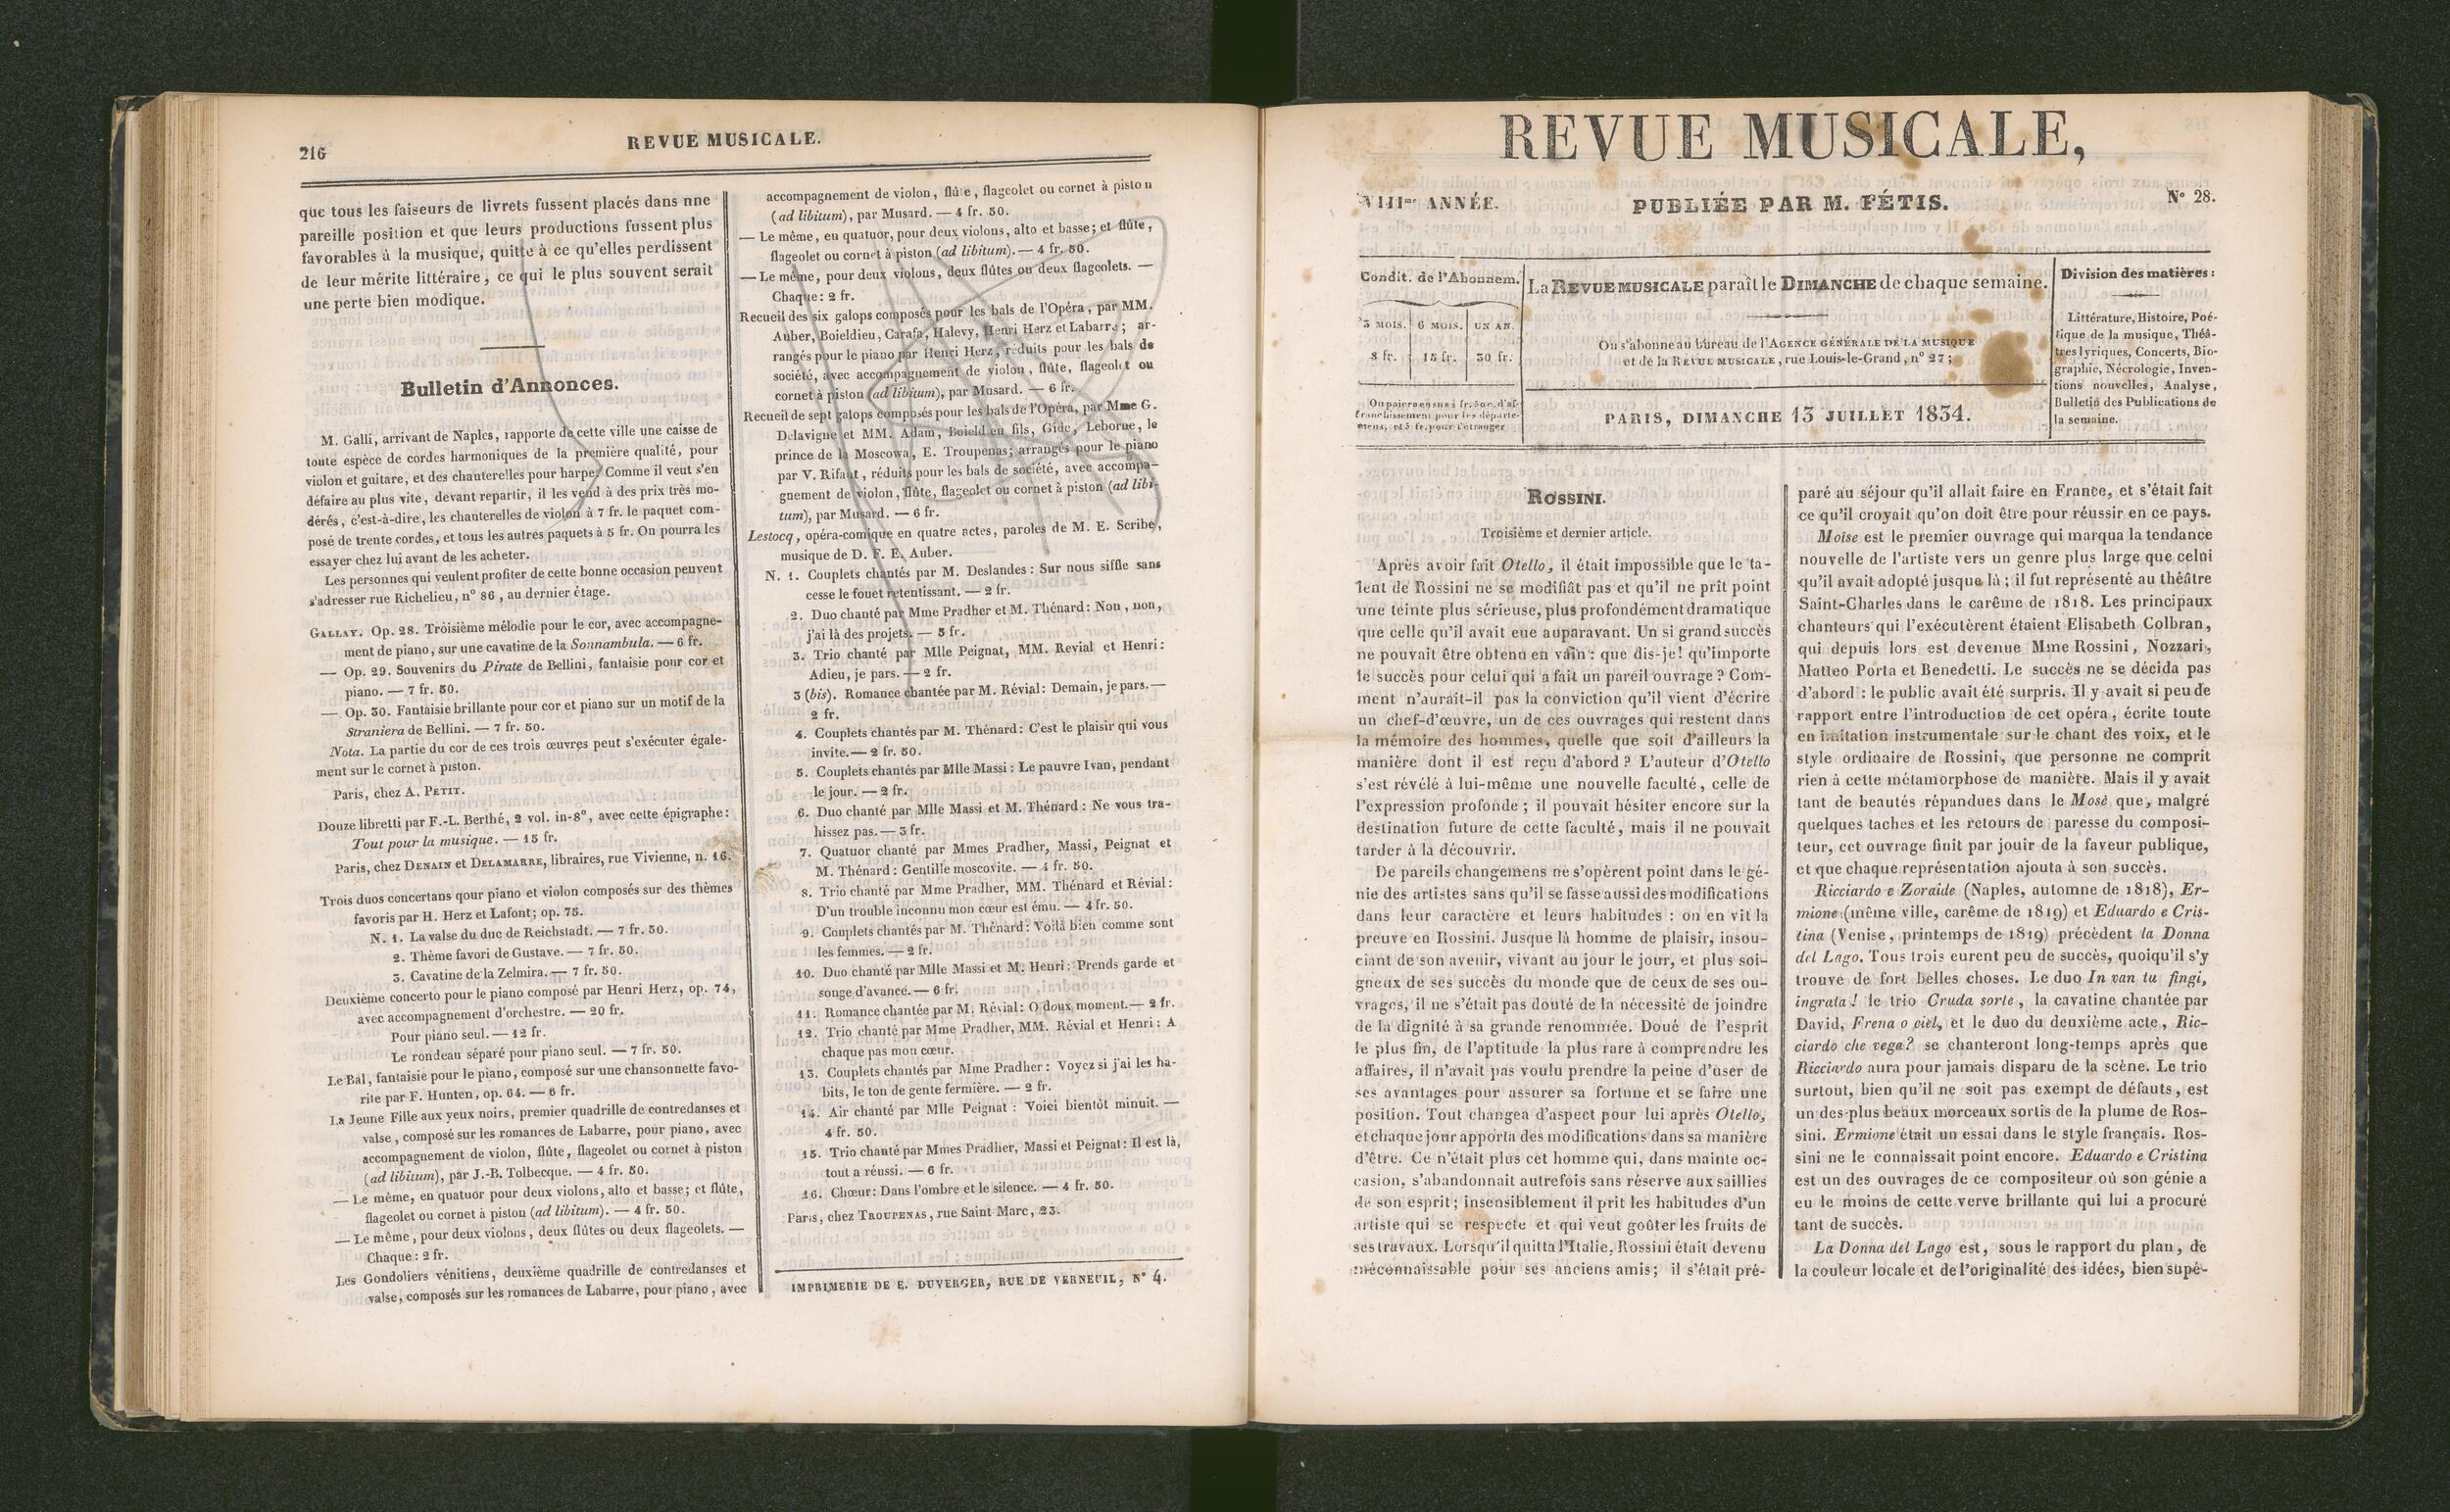 216
REVUE MUSICALE.
que tous les faiseurs de livrets fussent placés dans nne
pareille position et que leurs productions fussent plus
favorables à la musique, quitte à ce qu'elles perdissent
de leur mérite littéraire, ce qui le plus souvent serait
une perte bien modique.
Bulletin d'Annonces.
M. Galli, arrivant de Naples, rapporte de cette ville une caisse de
toute espèce de cordes harmoniques de la première qualité, pour
violon et guitare, et des chanterelles pour harpe. Comme il veut s'en
défaire au plus vite, devant repartir, il les vend à des prix très mo-
dérés, c'est-à-dire, les chanterelles de violon à 7 fr. le paquet com-
posé de trente cordes, et tous les autres paquets à 5 fr. On pourra les
essayer chez lui avant de les acheter.
Les personnes qui veulent profiter de cette bonne occasion peuvent
s'adresser rue Richelieu, n° 86, au dernier étage.
GALLAY. Op. 28. Troisième mélodie pour le cor, avec accompagne-
ment de piano, sur une cavatine de la Sonnambula. — 6 fr.
— Op. 29. Souvenirs du Pirate de Bellini, fantaisie pour cor et
piano. — 7 fr. 50.
— Op. 30. Fantaisie brillante pour cor et piano sur un motif de la
Straniera de Bellini. — 7 fr. 50.
Nota. La partie du cor de ces trois œuvres peut s'exécuter égale-
ment sur le cornet à piston.
Paris, chez A. PETIT.
Douze libretti par F.-L. Berthé, 2 vol. in-8°, avec cette épigraphe:
Tout pour la musique. — 15 fr.
Paris, chez DENAIN et DELAMARRE, libraires, rue Vivienne, n. 16.
Trois duos concertans qour piano et violon composés sur des thèmes
favoris par H. Herz et Lafont; op. 75.
N. 1. La valse du duc de Reichstadt. — 7 fr. 50.
2. Thème favori de Gustave. — 7 fr. 50.
3. Cavatine de la Zelmira. — 7 fr. 50.
Deuxième concerto pour le piano composé par Henri Herz, op. 74,
avec accompagnement d'orchestre. — 20 fr.
Pour piano seul. — 12 fr.
Le rondeau séparé pour piano seul. — 7 fr. 50.
Le Bal, fantaisie pour le piano, composé sur une chansonnette favo-
rite par F. Hunten, op. 64. — 6 fr.
La Jeune Fille aux yeux noirs, premier quadrille de contredanses et
valse, composé sur les romances de Labarre, pour piano, avec
accompagnement de violon, flûte, flageolet ou cornet à piston
(ad libitum), par J.-B. Tolbecque. — 4 fr. 50.
— Le même, en quatuor pour deux violons, alto et basse; et flûte,
flageolet ou cornet à piston (ad libitum). — 4 fr. 50.
— Le même, pour deux violons, deux flûtes ou deux flageolets. —
Chaque: 2 fr.
Les Gondoliers vénitiens, deuxième quadrille de contredanses et
valse, composés sur les romances de Labarre, pour piano, avec
accompagnement de violon, flûte, flageolet ou cornet à piston
(ad libitum), par Musard. — 4 fr. 50.
— Le même, en quatuor, pour deux violons, alto et basse; et flûte,
flageolet ou cornet à piston (ad libitum). — 4 fr. 50.
— Le même, pour deux violons, deux flûtes ou deux flageolets. —
Chaque: 2 fr.
Recueil des six galops composés pour les bals de l'Opéra, par MM.
Auber, Boieldieu, Carafa, Halevy, Henri Herz et Labarre; ar-
rangés pour le piano par Henri Herz, réduits pour les bals de
société, avec accompagnement de violon, flûte, flageolet ou
cornet à piston (ad libitum), par Musard. — 6 fr.
Recueil de sept galops composés pour les bals de l'Opéra, par Mme G.
Delavigne et MM. Adam, Boieldieu fils, Gide, Leborne, le
prince de la Moscowa, E. Troupenas; arrangés pour le piano
par V. Rifaut, réduits pour les bals de société, avec accompa-
gnement de violon, flûte, flageolet ou cornet à piston (ad libi-
tum), par Musard. — 6 fr.
Lestocq, opéra-comique en quatre actes, paroles de M. E. Scribe,
musique de D. F. E. Auber.
N. 1. Couplets chantés par M. Deslandes: Sur nous siffle sans
cesse le fouet retentissant. — 2 fr.
2. Duo chanté par Mme Pradher et M. Thénard: Non, non,
j'ai là des projets. — 5 fr.
3. Trio chanté par Mlle Peignat, MM. Revial et Henri:
Adieu, je pars. — 2 fr.
3 (bis). Romance chantée par M. Révial: Demain, je pars. —
2 fr.
4. Couplets chantés par M. Thénard: C'est le plaisir qui vous
invite. — 2 fr. 50.
5. Couplets chantés par Mlle Massi: Le pauvre Ivan, pendant
le jour. — 2 fr.
6. Duo chanté par Mlle Massi et M. Thénard: Ne vous tra-
hissez pas. — 3 fr.
7. Quatuor chanté par Mmes Pradher, Massi, Peignat et
M. Thénard: Gentille moscovite. — 4 fr. 50.
8. Trio chanté par Mme Pradher, MM. Thénard et Révial:
D'un trouble inconnu mon cœur est ému. — 4 fr. 50.
9. Couplets chantés par M. Thénard: Voilà bien comme sont
les femmes. — 2 fr.
10. Duo chanté par Mlle Massi et M. Henri: Prends garde et
songe d'avance. — 6 fr.
11. Romance chantée par M. Révial: O doux moment. — 2 fr.
12. Trio chanté par Mme Pradher, MM. Révial et Henri: A
chaque pas mon cœur.
13. Couplets chantés par Mme Pradher: Voyez si j'ai les ha-
bits, le ton de gente fermière. — 2 fr.
14. Air chanté par Mlle Peignat: Voici bientôt minuit. —
4 fr. 50.
15. Trio chanté par Mmes Pradher, Massi et Peignat: Il est là,
tout a réussi. — 6 fr.
16. Chœur: Dans l'ombre et le silence. — 4 fr. 50.
Paris, chez TROUPENAS, rue Saint Marc, 23.
IMPRIMERIE DE E. DUVERGER, RUE DE VERNEUIL, N° 4.
REVUE MUSICALE,
VIIIme ANNÉE.
PUBLIÉE PAR M. FÉTIS.
N° 28.
Condit. de l'Abonnem.
3 MOIS. 6 MOIS. UN AN.
8 fr. 15 fr. 30 fr.
On paiera en sus 1 fr. 50 c. d'af-
franchissement pour les départe-
mens, et 5 fr. pour l'étranger
La REVUE MUSICALE paraît le DIMANCHE de chaque semaine.
On s'abonne au bureau de l'AGENCE GÉNÉRALE DE LA MUSIQUE
et de la REVUE MUSICALE, rue Louis-le-Grand, n° 27;
PARIS, DIMANCHE 13 JUILLET 1834.
Division des matières:
Littérature, Histoire, Poé-
tique de la musique, Théâ-
tres lyriques, Concerts, Bio-
graphie, Nécrologie, Inven-
tions nouvelles, Analyse,
Bulletin des Publications de
la semaine.
ROSSINI.
Troisième et dernier article.
Après avoir fait Otello, il était impossible que le ta-
lent de Rossini ne se modifiât pas et qu'il ne prît point
une teinte plus sérieuse, plus profondément dramatique
que celle qu'il avait eue auparavant. Un si grand succès
ne pouvait être obtenu en vain: que dis-je! qu'importe
le succès pour celui qui a fait un pareil ouvrage? Com-
ment n'aurait-il pas la conviction qu'il vient d'écrire
un chef-d'œuvre, un de ces ouvrages qui restent dans
la mémoire des hommes, quelle que soit d'ailleurs la
manière dont il est reçu d'abord? L'auteur d'Otello
s'est révélé à lui-même une nouvelle faculté, celle de
l'expression profonde; il pouvait hésiter encore sur la
destination future de cette faculté, mais il ne pouvait
tarder à la découvrir.
De pareils changemens ne s'opèrent point dans le gé-
nie des artistes sans qu'il se fasse aussi des modifications
dans leur caractère et leurs habitudes: on en vit la
preuve en Rossini. Jusque là homme de plaisir, insou-
ciant de son avenir, vivant au jour le jour, et plus soi-
gneux de ses succès du monde que de ceux de ses ou-
vrages, il ne s'était pas douté de la nécessité de joindre
de la dignité à sa grande renommée. Doué de l'esprit
le plus fin, de l'aptitude la plus rare à comprendre les
affaires, il n'avait pas voulu prendre la peine d'user de
ses avantages pour assurer sa fortune et se faire une
position. Tout changea d'aspect pour lui après Otello,
et chaque jour apporta des modifications dans sa manière
d'être. Ce n'était plus cet homme qui, dans mainte oc-
casion, s'abandonnait autrefois sans réserve aux saillies
de son esprit; insensiblement il prit les habitudes d'un
artiste qui se respecte et qui veut goûter les fruits de
ses travaux. Lorsqu'il quitta l'Italie, Rossini était devenu
méconnaissable pour ses anciens amis; il s'était pré-
paré au séjour qu'il allait faire en France, et s'était fait
ce qu'il croyait qu'on doit être pour réussir en ce pays.
Moïse est le premier ouvrage qui marqua la tendance
nouvelle de l'artiste vers un genre plus large que celui
qu'il avait adopté jusque là; il fut représenté au théâtre
Saint-Charles dans le carême de 1818. Les principaux
chanteurs qui l'exécutèrent étaient Elisabeth Colbran,
qui depuis lors est devenue Mme Rossini, Nozzari,
Matteo Porta et Benedetti. Le succès ne se décida pas
d'abord: le public avait été surpris. Il y avait si peu de
rapport entre l'introduction de cet opéra, écrite toute
en imitation instrumentale sur le chant des voix, et le
style ordinaire de Rossini, que personne ne comprit
rien à cette métamorphose de manière. Mais il y avait
tant de beautés répandues dans le Mosè que, malgré
quelques taches et les retours de paresse du composi-
teur, cet ouvrage finit par jouir de la faveur publique,
et que chaque représentation ajouta à son succès.
Ricciardo e Zoraïde (Naples, automne de 1818), Er-
mione (même ville, carême de 1819) et Eduardo e Cris-
tina (Venise, printemps de 1819) précèdent la Donna
del Lago. Tous trois eurent peu de succès, quoiqu'il s'y
trouve de fort belles choses. Le duo In van tu fingi,
ingrata! le trio Cruda sorte, la cavatine chantée par
David, Frena o ciel, et le duo du deuxième acte, Ric-
ciardo che vega? se chanteront long-temps après que
Ricciardo aura pour jamais disparu de la scène. Le trio
surtout, bien qu'il ne soit pas exempt de défauts, est
un des plus beaux morceaux sortis de la plume de Ros-
sini. Ermione était un essai dans le style français. Ros-
sini ne le connaissait point encore. Eduardo e Cristina
est un des ouvrages de ce compositeur où son génie a
eu le moins de cette verve brillante qui lui a procuré
tant de succès.
La Donna del Lago est, sous le rapport du plan, de
la couleur locale et de l'originalité des idées, bien supé-